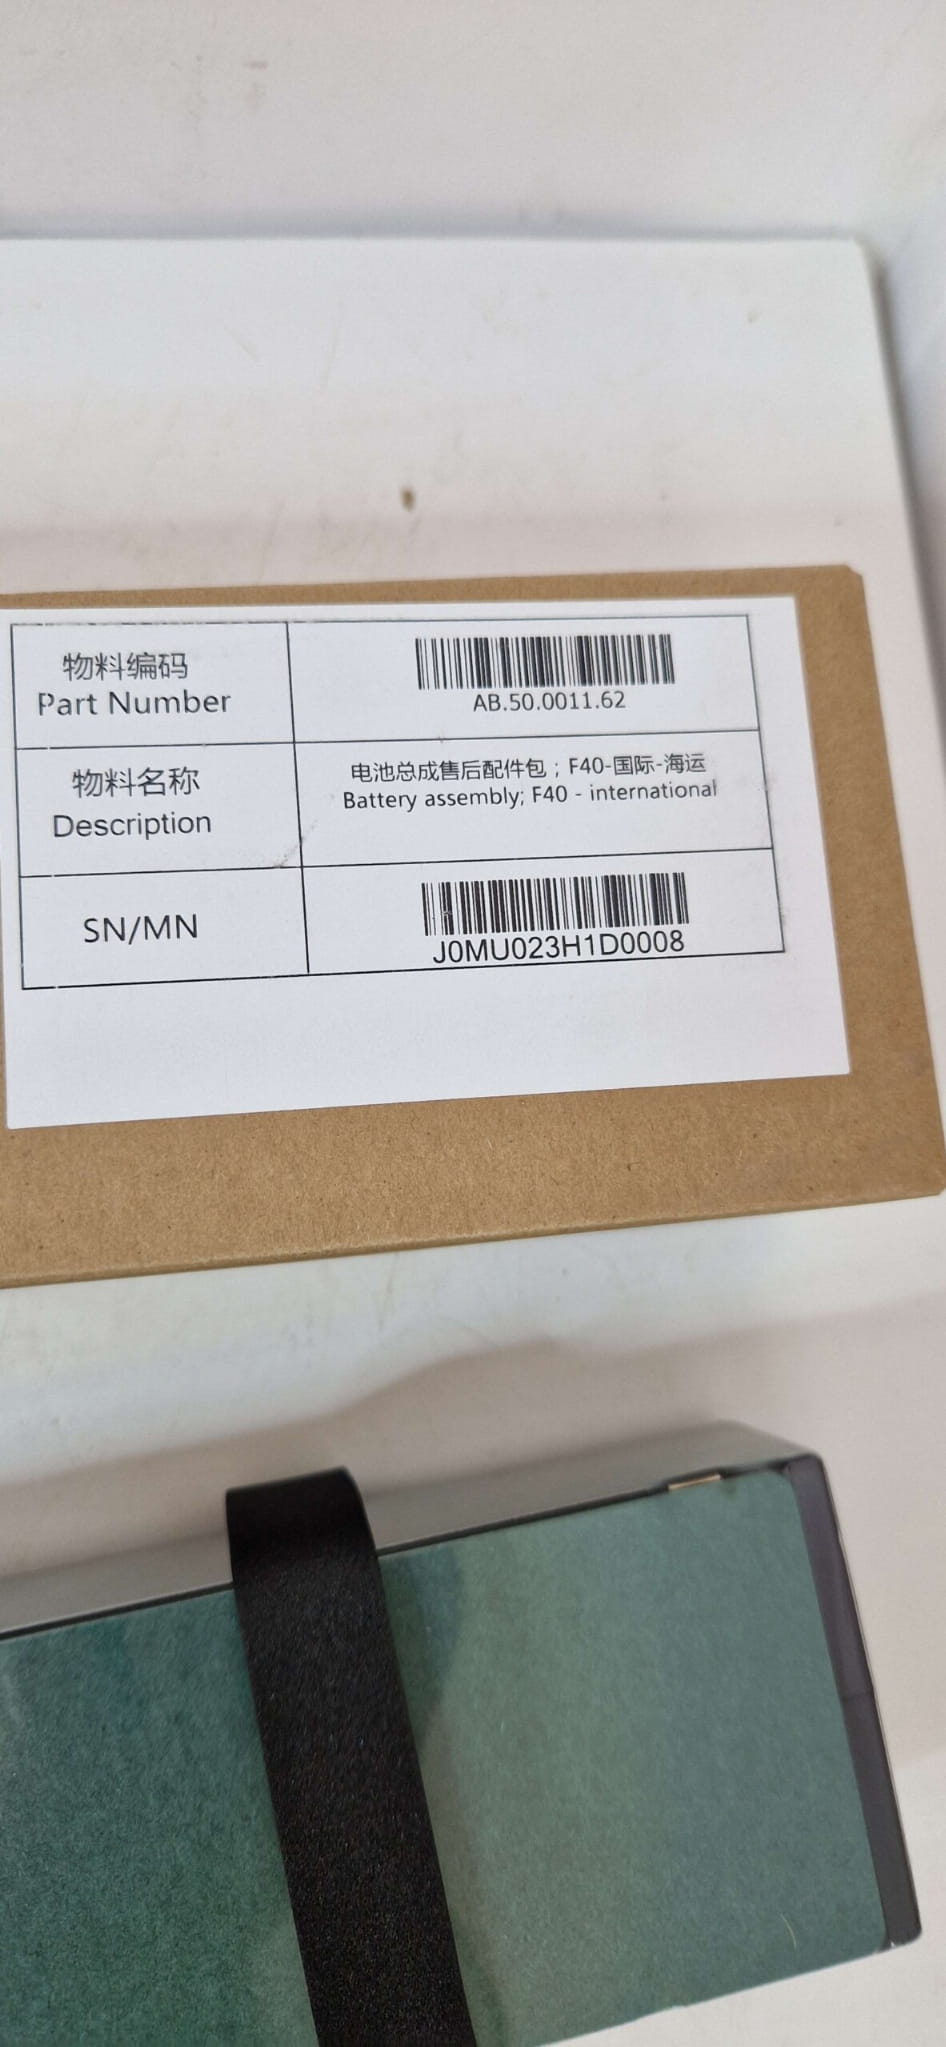 物料编码
Part Number
AB.50.0011.62
物料名称
Description
电池总成售后配件包；F40-国际-海运
Battery assembly; F40 - international
SN/MN
J0MU023H1D0008